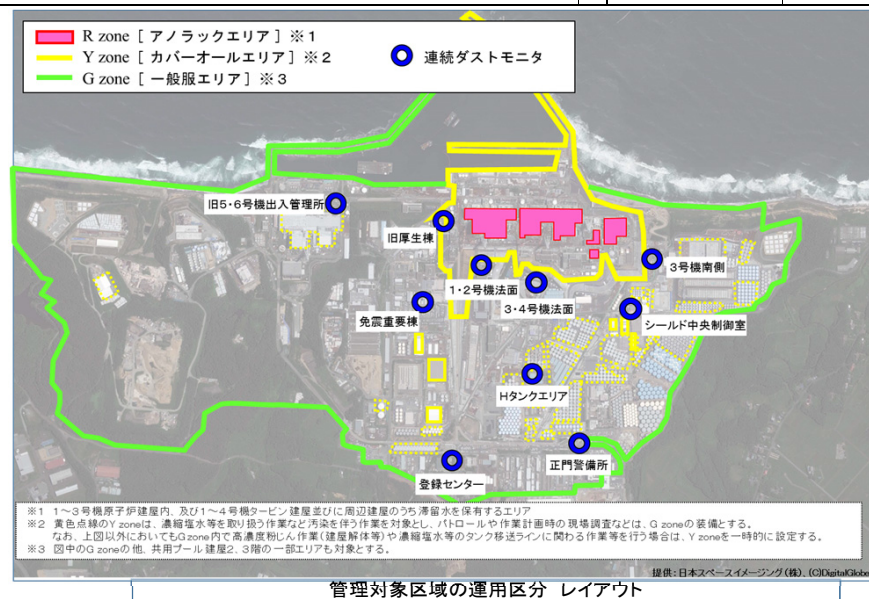 R zone [ アノラックエリア ] ※1
Y zone [ カバーオールエリア ] ※2
G zone [ 一般服エリア ] ※3
連続ダストモニタ
旧5・6号機出入管理所
旧厚生棟
3号機南側
1・2号機法面
3・4号機法面
免震重要棟
シールド中央制御室
Hタンクエリア
正門警備所
登録センター
※1 1～3号機原子炉建屋内、及び1～4号機タービン建屋並びに周辺建屋のうち滞留水を保有するエリア
※2 黄色点線のY zoneは、濃縮塩水等を取り扱う作業など汚染を伴う作業を対象とし、パトロールや作業計画時の現場調査などは、G zoneの装備とする。
なお、上図以外においてもG zone内で高濃度粉じん作業(建屋解体等)や濃縮塩水等のタンク移送ラインに関わる作業等を行う場合は、Y zoneを一時的に設定する。
※3 図中のG zoneの他、共用プール建屋2、3階の一部エリアも対象とする。
提供:日本スペースイメージング(株)、(C)DigitalGlobe
管理対象区域の運用区分 レイアウト